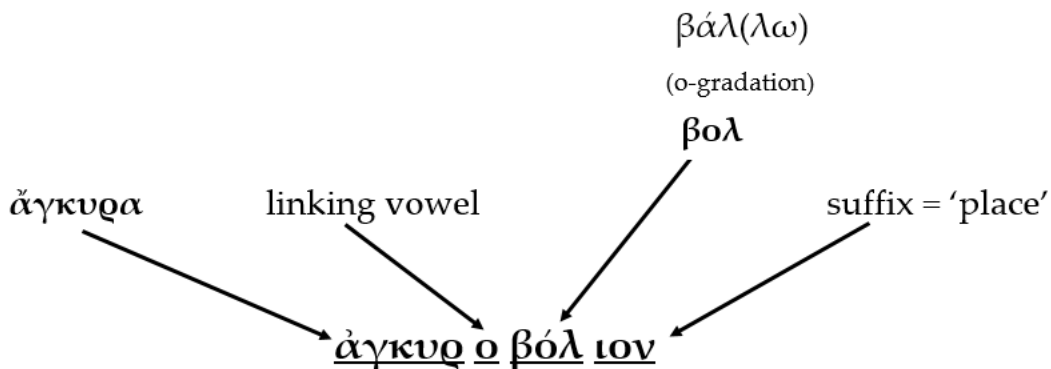 βάλ(λω)
(o-gradation)
βολ
ἄγκυρα linking vowel suffix = ‘place’
ἀγκυρ ο βόλ ιον